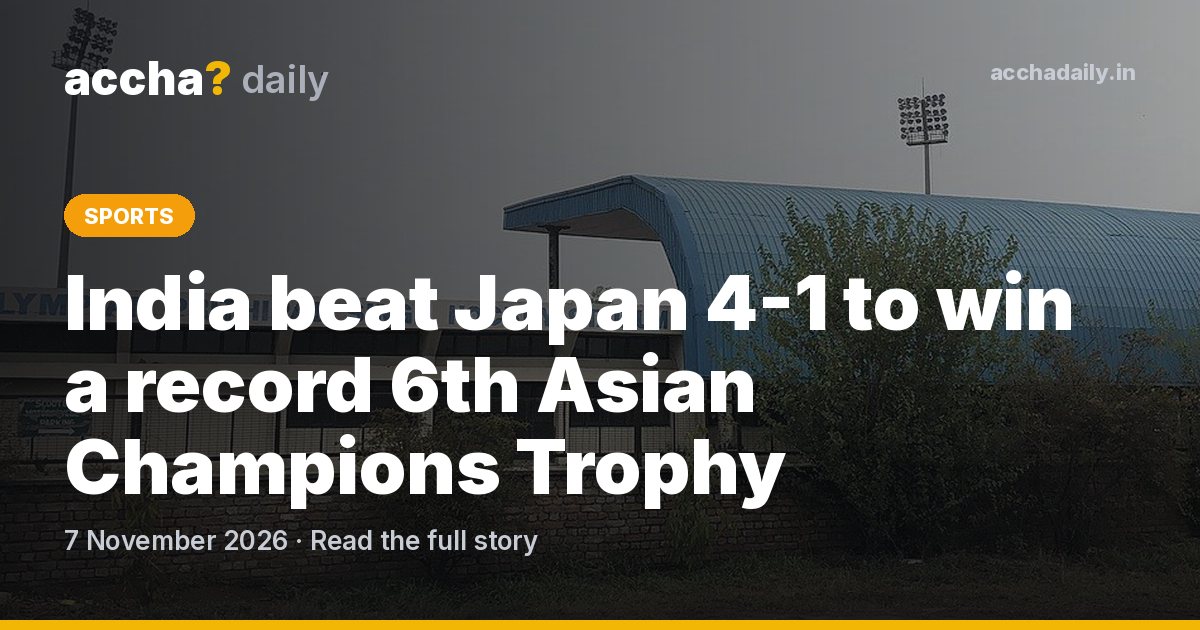 accha? daily
acchadaily.in
SPORTS
India beat Japan 4-1 to win
a record 6th Asian
Champions Trophy
7 November 2026 · Read the full story